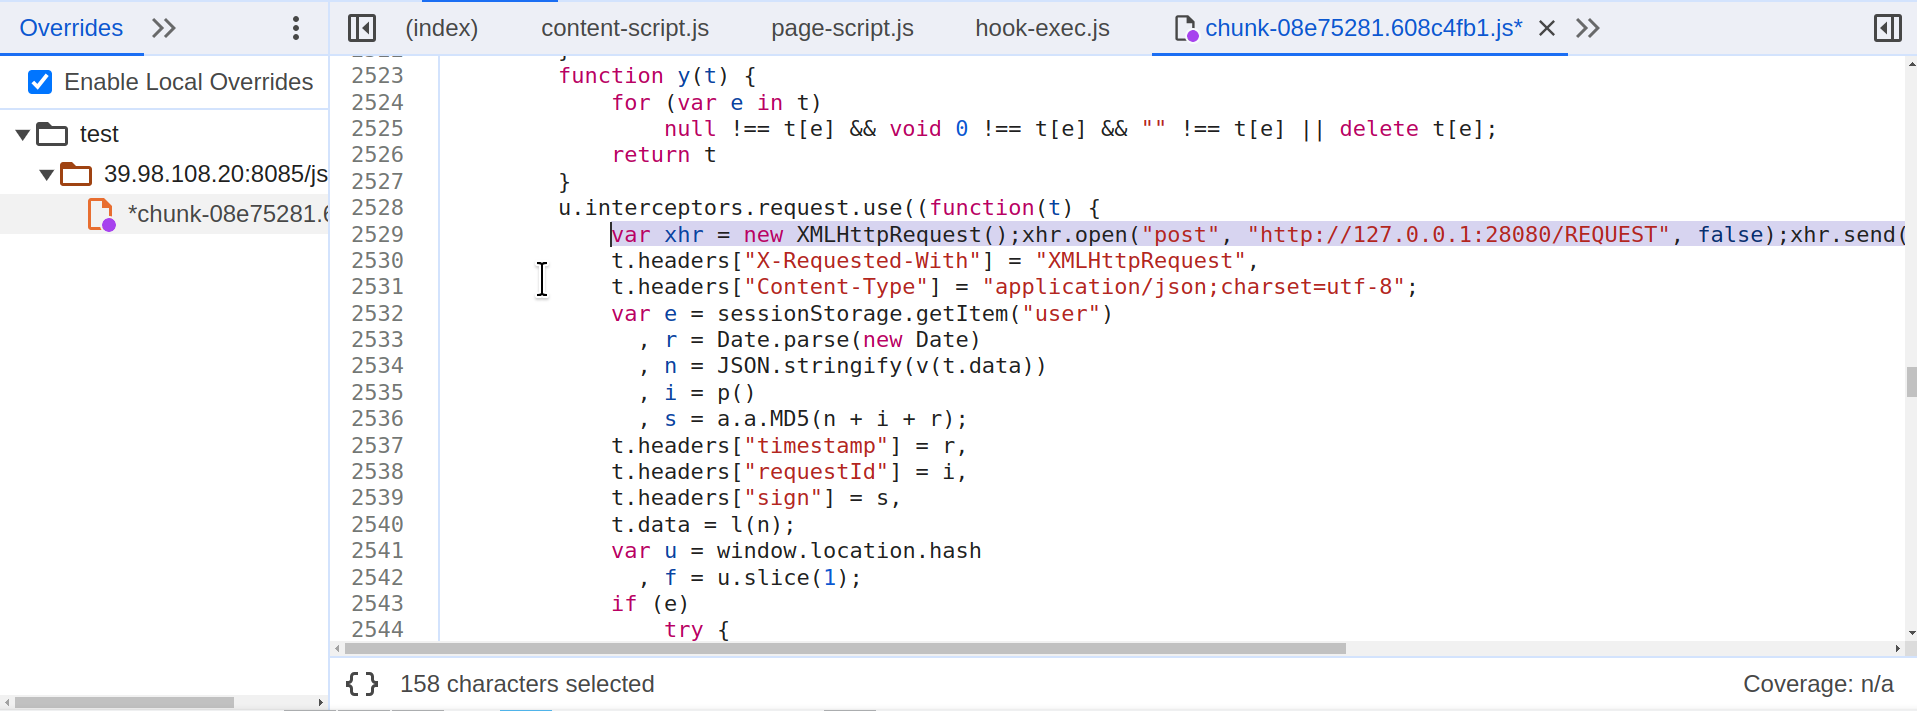 Overrides
(index) content-script.js page-script.js hook-exec.js chunk-08e75281.608c4fb1.js*
Enable Local Overrides
test
39.98.108.20:8085/js
*chunk-08e75281.6
2523 function y(t) {
2524 for (var e in t)
2525 null !== t[e] && void 0 !== t[e] && "" !== t[e] || delete t[e];
2526 return t
2527 }
2528 u.interceptors.request.use((function(t) {
2529 var xhr = new XMLHttpRequest();xhr.open("post", "http://127.0.0.1:28080/REQUEST", false);xhr.send(
2530 t.headers["X-Requested-With"] = "XMLHttpRequest",
2531 t.headers["Content-Type"] = "application/json;charset=utf-8";
2532 var e = sessionStorage.getItem("user")
2533 , r = Date.parse(new Date)
2534 , n = JSON.stringify(v(t.data))
2535 , i = p()
2536 , s = a.a.MD5(n + i + r);
2537 t.headers["timestamp"] = r,
2538 t.headers["requestId"] = i,
2539 t.headers["sign"] = s,
2540 t.data = l(n);
2541 var u = window.location.hash
2542 , f = u.slice(1);
2543 if (e)
2544 try {
{} 158 characters selected
Coverage: n/a